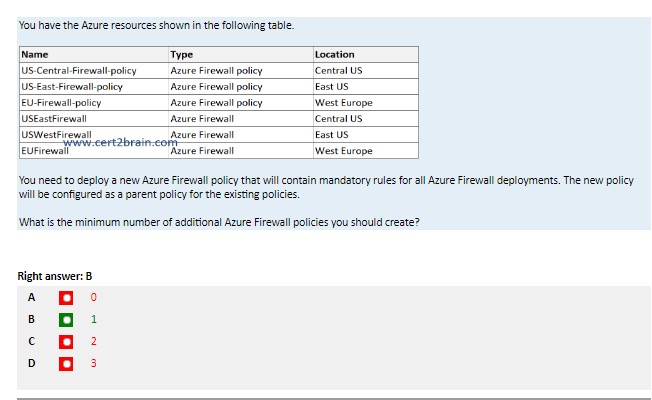 You have the Azure resources shown in the following table.
Name Type Location
US-Central-Firewall-policy Azure Firewall policy Central US
US-East-Firewall-policy Azure Firewall policy East US
EU-Firewall-policy Azure Firewall policy West Europe
USEastFirewall Azure Firewall Central US
USWestFirewall Azure Firewall East US
www.cert2brain.com
EUFirewall Azure Firewall West Europe
You need to deploy a new Azure Firewall policy that will contain mandatory rules for all Azure Firewall deployments. The new policy
will be configured as a parent policy for the existing policies.
What is the minimum number of additional Azure Firewall policies you should create?
Right answer: B
A 0
B 1
C 2
D 3